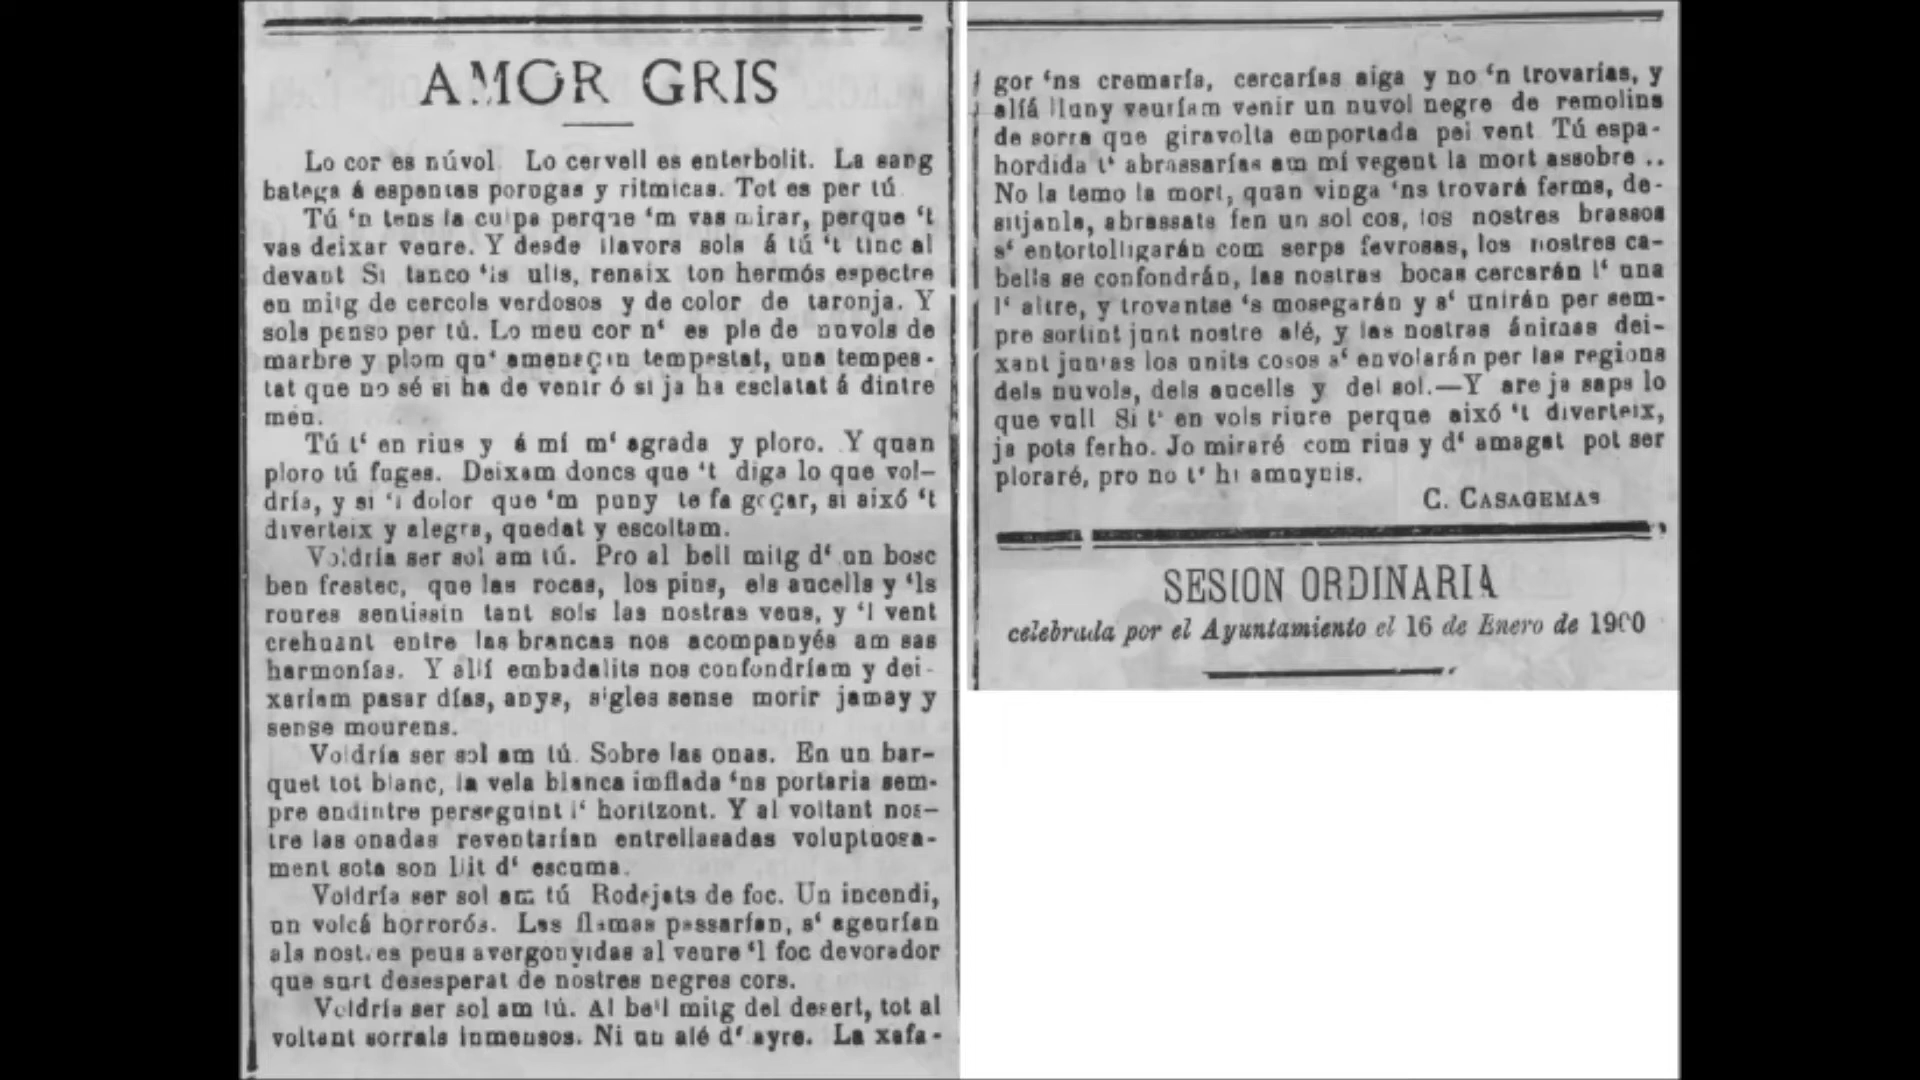 AMOR GRIS
Lo cor es núvol. Lo cervell es enterbolit. La sang
batega á espentas porugas y ritmicas. Tot es per tú
Tú 'n tens la culpa perque 'm vas mirar, perque 't
vas deixar veure. Y desde llavors sols á tú 't tinc al
devant Si tanco 'ls ulls, renaix ton hermós espectre
en mitg de cercols verdosos y de color de taronja. Y
sols penso per tú. Lo meu cor n' es ple de nuvols de
marbre y plom qu' amenaçan tempestat, una tempes-
tat que no sé si ha de venir ó si ja ha esclatat á dintre
meu.
Tú t' en rius y á mí m' agrada y ploro. Y quan
ploro tú fuges. Deixam doncs que 't diga lo que vol-
dría, y si 'l dolor que 'm puny te fa goçar, si aixó 't
diverteix y alegra, quedat y escoltam.
Voldría ser sol am tú. Pro al bell mitg d' un bosc
ben frestec, que las rocas, los pins, els aucells y 'ls
roures sentissin tant sols las nostras veus, y 'l vent
crehuant entre las brancas nos acompanyés am sas
harmonías. Y allí embadalits nos confondríam y dei-
xaríam pasar días, anys, sigles sense morir jamay y
sense mourens.
Voldría ser sol am tú. Sobre las onas. En un bar-
quet tot blanc, la vela blanca imflada 'ns portaria sem-
pre endintre perseguint l' horitzont. Y al voltant nos-
tre las onadas reventarían entrellasadas voluptuosa-
ment sota son llit d' escuma.
Voldría ser sol am tú Rodejats de foc. Un incendi,
un volcá horrorós. Las flamas passarían, s' ageurían
als nostres peus avergonyidas al veure 'l foc devorador
que surt desesperat de nostres negres cors.
Voldría ser sol am tú. Al bell mitg del desert, tot al
voltant sorrals inmensos. Ni un alé d' ayre. La xafa-
gor 'ns cremaría, cercarías aiga y no 'n trovarías, y
allá lluny veuríam venir un nuvol negre de remolins
de sorra que giravolta emportada pel vent Tú espa-
hordida t' abrassarías am mí vegent la mort assobre ..
No la temo la mort, quan vinga 'ns trovará ferms, de-
sitjanla, abrassats fen un sol cos, los nostres brassos
s' entortolligarán com serps fevrosas, los nostres ca-
bells se confondrán, las nostras bocas cercarán l' una
l' altre, y trovantse 's mosegarán y s' unirán per sem-
pre sortint junt nostre alé, y las nostras ánimas dei-
xant juntas los units cosos s' envolarán per las regions
dels nuvols, dels aucells y del sol.—Y are ja saps lo
que vull Si t' en vols riure perque aixó 't diverteix,
ja pots ferho. Jo miraré com rius y d' amagat pot ser
ploraré, pro no t' hi amoynis.
C. CASAGEMAS
SESION ORDINARIA
celebrada por el Ayuntamiento el 16 de Enero de 1900